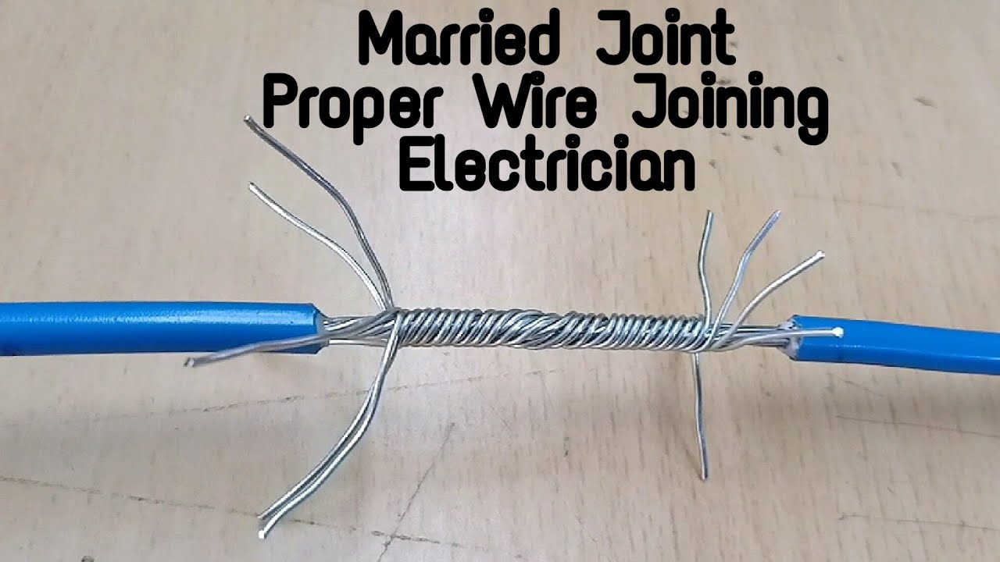 Married Joint
Proper Wire Joining
Electrician